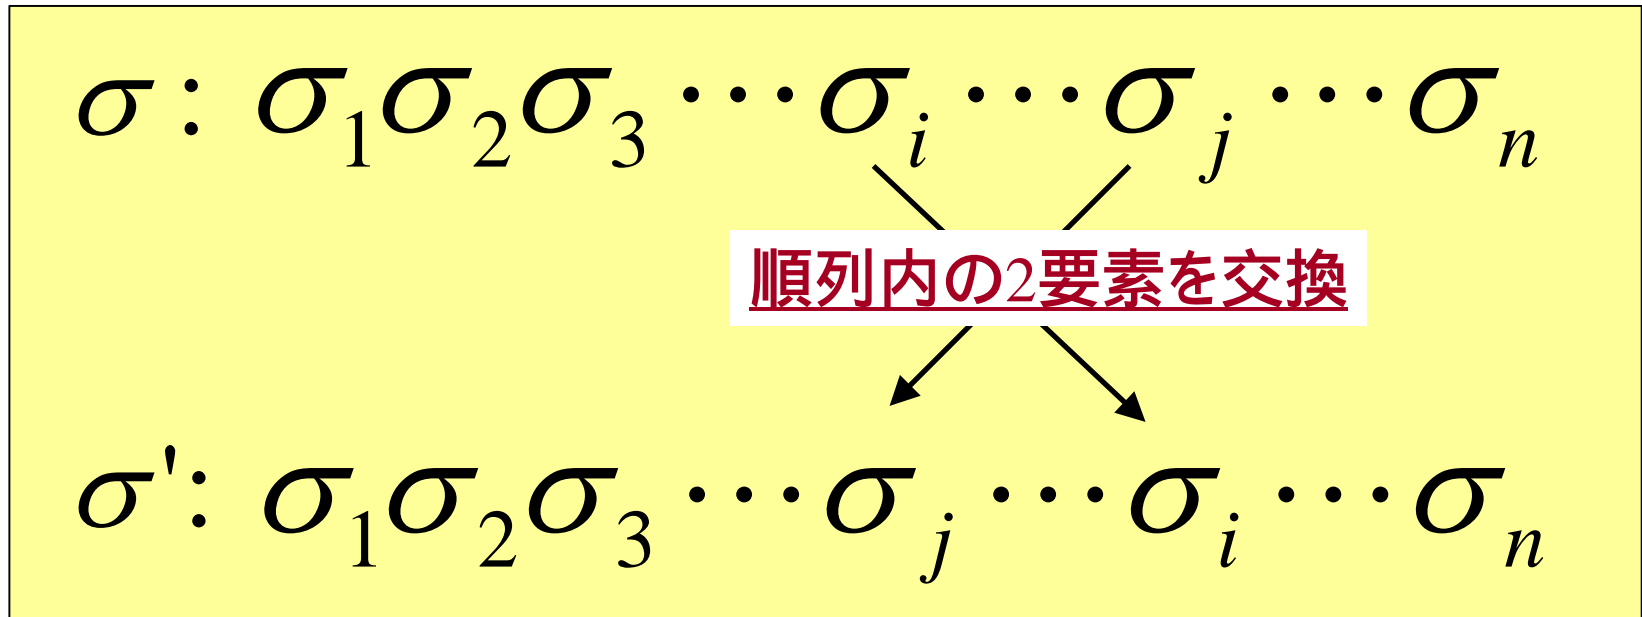 σ : σ₁σ₂σ₃ ⋯ σᵢ ⋯ σⱼ ⋯ σₙ
順列内の2要素を交換
σ': σ₁σ₂σ₃ ⋯ σⱼ ⋯ σᵢ ⋯ σₙ